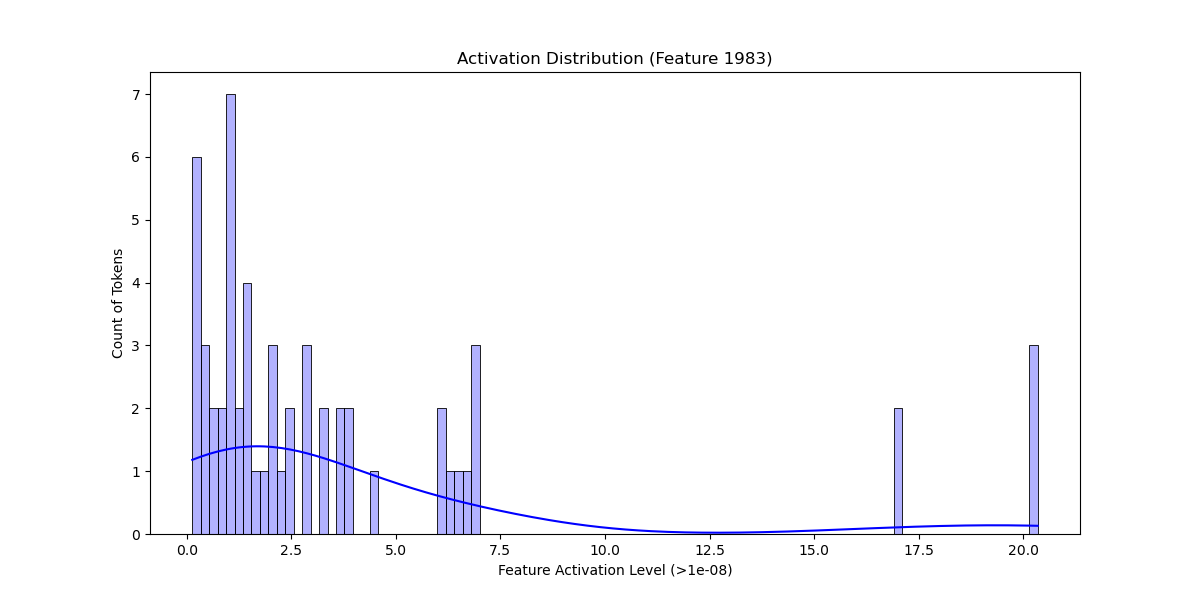 Activation Distribution (Feature 1983)
Count of Tokens
7
6
5
4
3
2
1
0
0.0 2.5 5.0 7.5 10.0 12.5 15.0 17.5 20.0
Feature Activation Level (>1e-08)